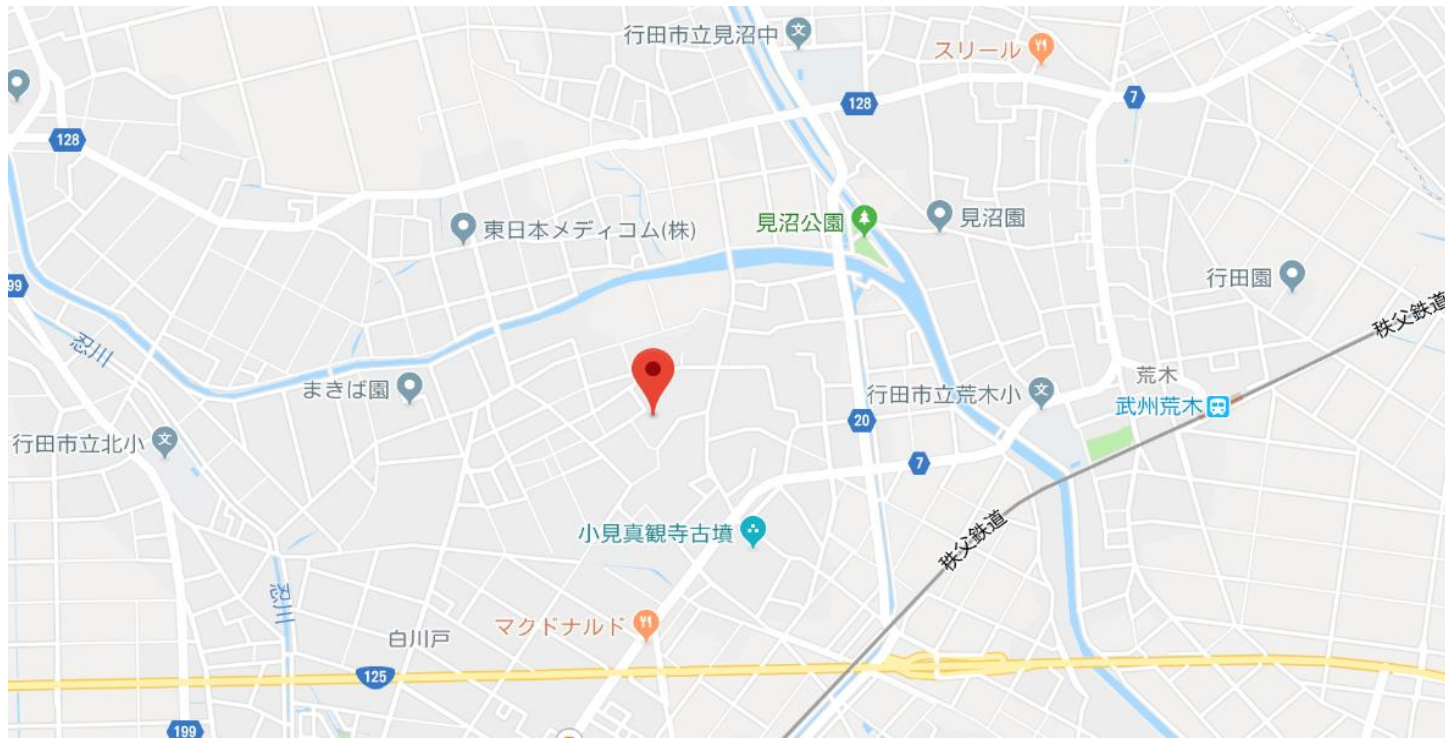 行田市立見沼中
スリール
7
128
128
東日本メディコム(株)
見沼公園
見沼園
行田園
99
秩父鉄道
忍川
まきば園
行田市立荒木小
荒木
武州荒木
20
行田市立北小
7
小見真観寺古墳
秩父鉄道
忍川
マクドナルド
白川戸
125
199